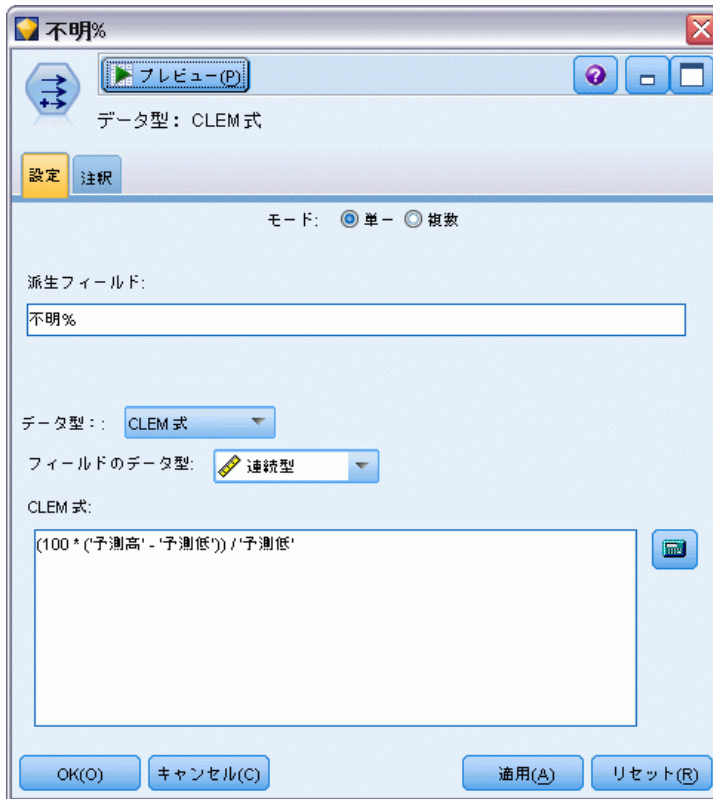 不明%
プレビュー(P)
データ型： CLEM 式
設定 注釈
モード: 単一 複数
派生フィールド:
不明%
データ型：: CLEM 式
フィールドのデータ型: 連続型
CLEM 式:
(100 * ('予測高' - '予測低')) / '予測低'
OK(O) キャンセル(C) 適用(A) リセット(R)